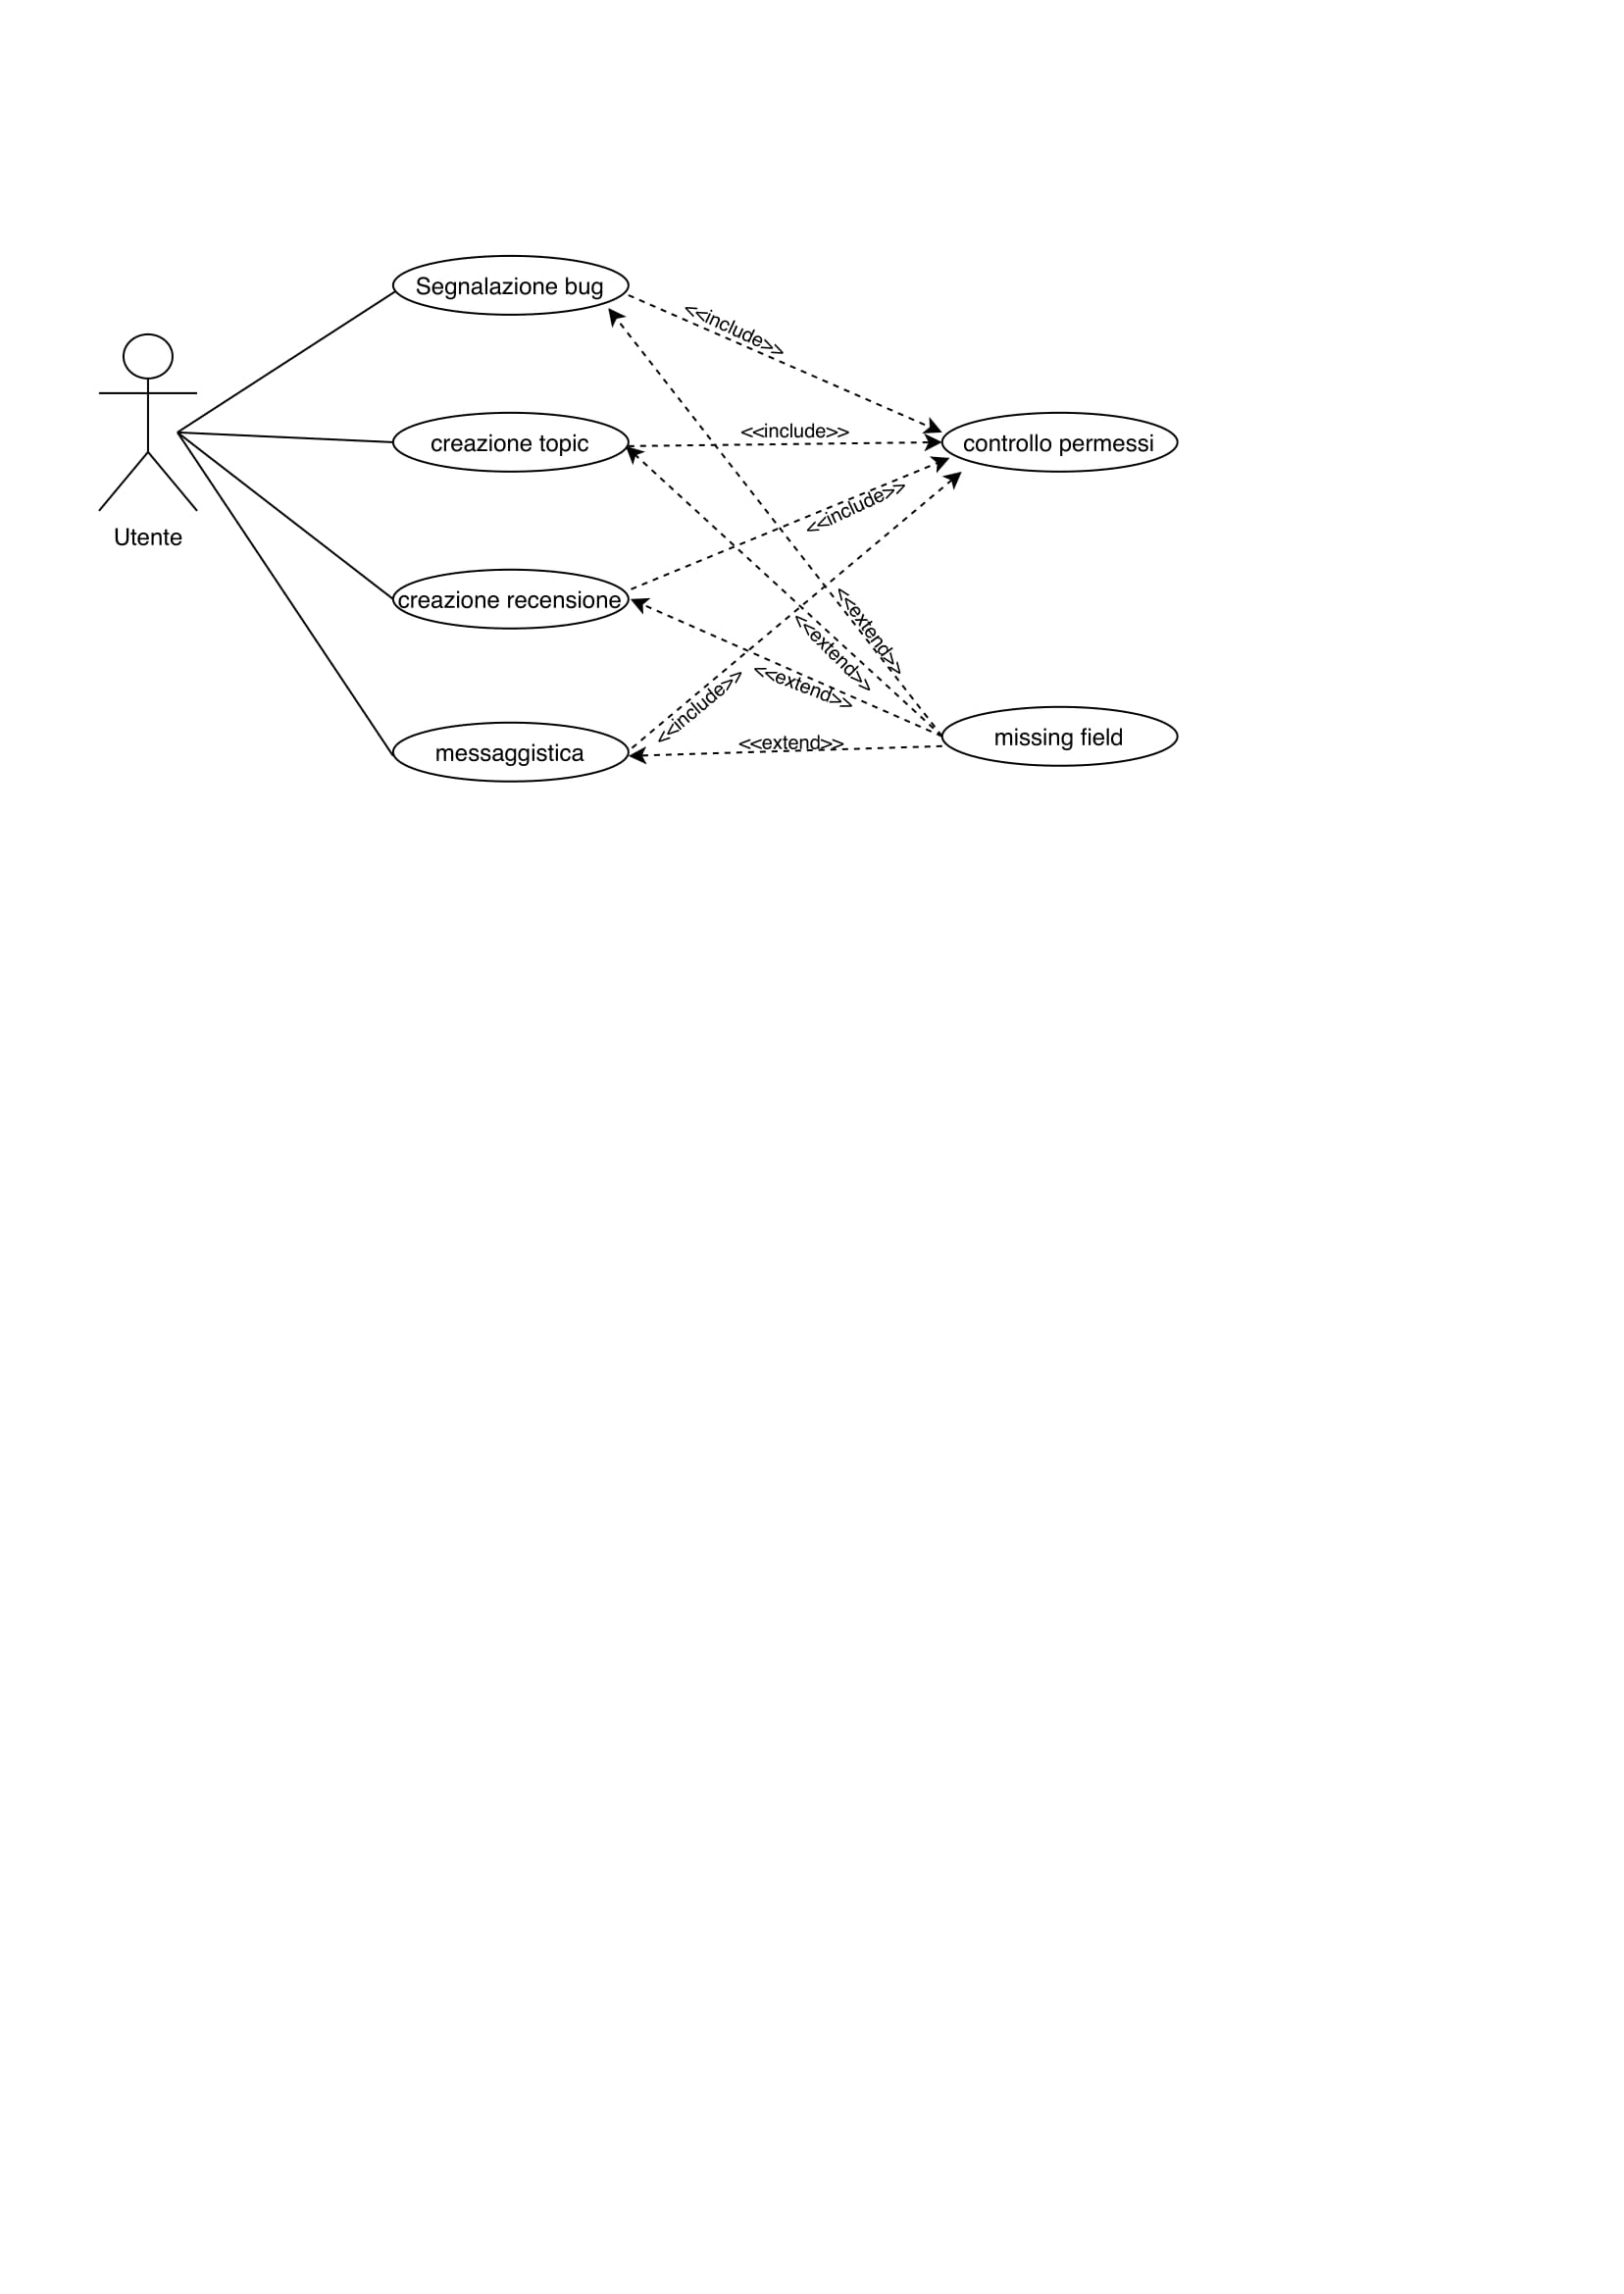 Segnalazione bug
<<include>>
creazione topic
<<include>>
controllo permessi
<<include>>
Utente
creazione recensione
<<extend>>
<<extend>>
<<extend>>
<<include>>
messaggistica
<<extend>>
missing field